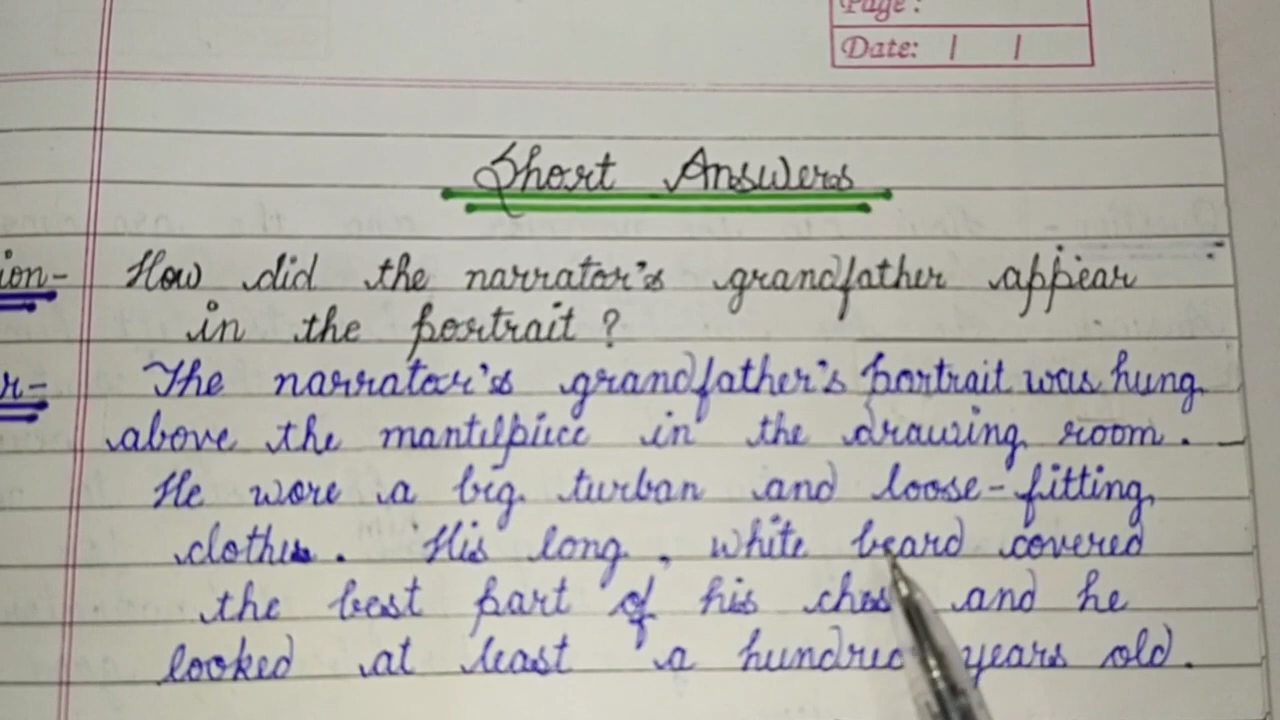 Page :
Date: / /
Short Answers
ion- How did the narrator's grandfather appear
in the portrait ?
r- The narrator's grandfather's portrait was hung
above the mantelpiece in the drawing room .
He wore a big turban and loose-fitting
clothes . His long , white beard covered
the best part of his chest and he
looked at least a hundred years old .